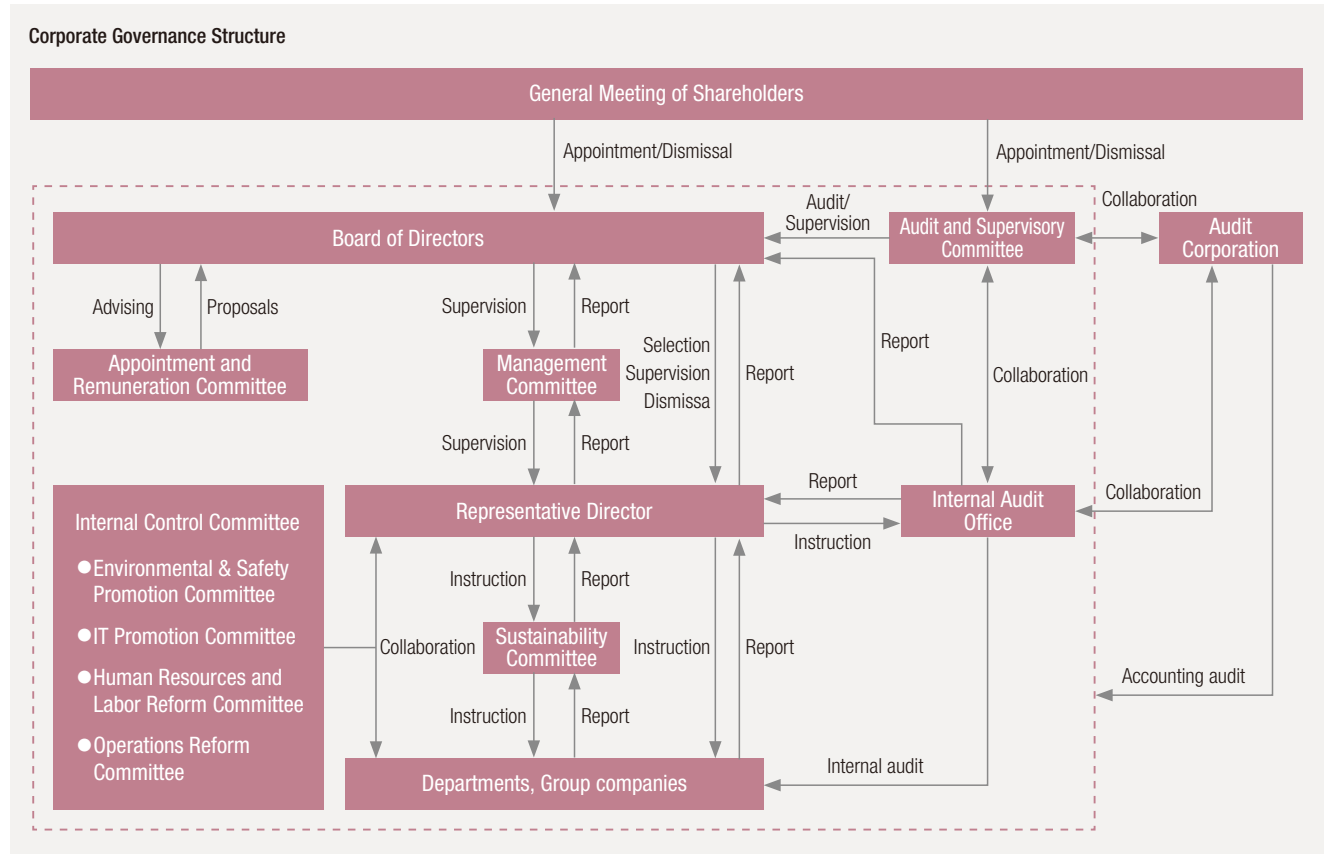 Corporate Governance Structure
General Meeting of Shareholders
Appointment/Dismissal
Appointment/Dismissal
Board of Directors
Audit/
Supervision
Audit and Supervisory
Committee
Collaboration
Audit
Corporation
Advising
Proposals
Supervision
Report
Selection
Supervision
Dismissa
Report
Report
Collaboration
Appointment and
Remuneration Committee
Management
Committee
Supervision
Report
Internal Control Committee
●Environmental & Safety
Promotion Committee
●IT Promotion Committee
●Human Resources and
Labor Reform Committee
●Operations Reform
Committee
Representative Director
Report
Instruction
Internal Audit
Office
Collaboration
Instruction
Report
Collaboration
Sustainability
Committee
Instruction
Report
Instruction
Report
Accounting audit
Departments, Group companies
Internal audit